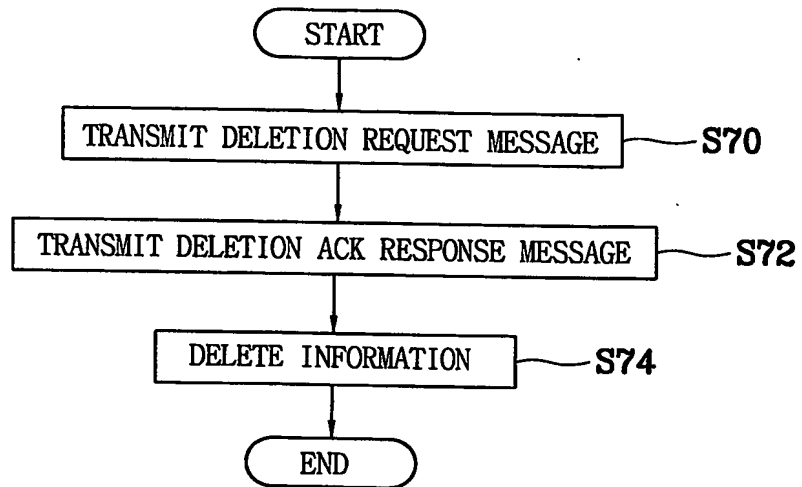 START
TRANSMIT DELETION REQUEST MESSAGE S70
TRANSMIT DELETION ACK RESPONSE MESSAGE S72
DELETE INFORMATION S74
END